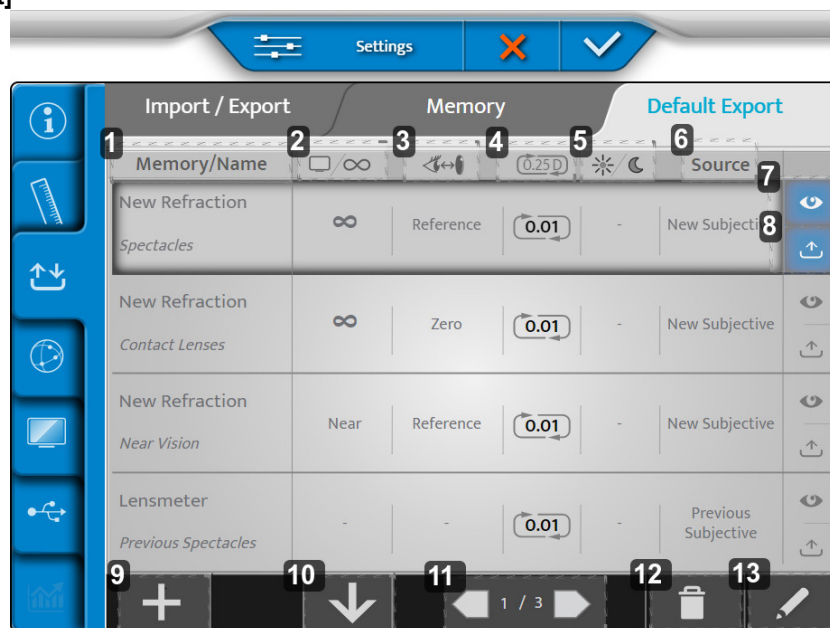 Settings
Import / Export
Memory
Default Export
1
2
3
4
5
6
Memory/Name
/∞
0.25 D
/
Source
7
New Refraction
Spectacles
∞
Reference
0.01
-
New Subjecti
8
New Refraction
Contact Lenses
∞
Zero
0.01
-
New Subjective
New Refraction
Near Vision
Near
Reference
0.01
-
New Subjective
Lensmeter
Previous Spectacles
-
-
0.01
-
Previous
Subjective
9
10
11
12
13
1 / 3